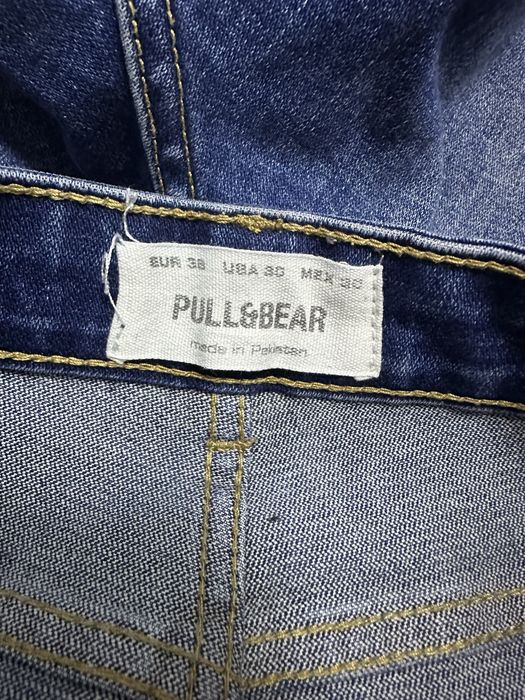 EUR 38 USA 30 MEX 30
PULL&BEAR
made in Pakistan